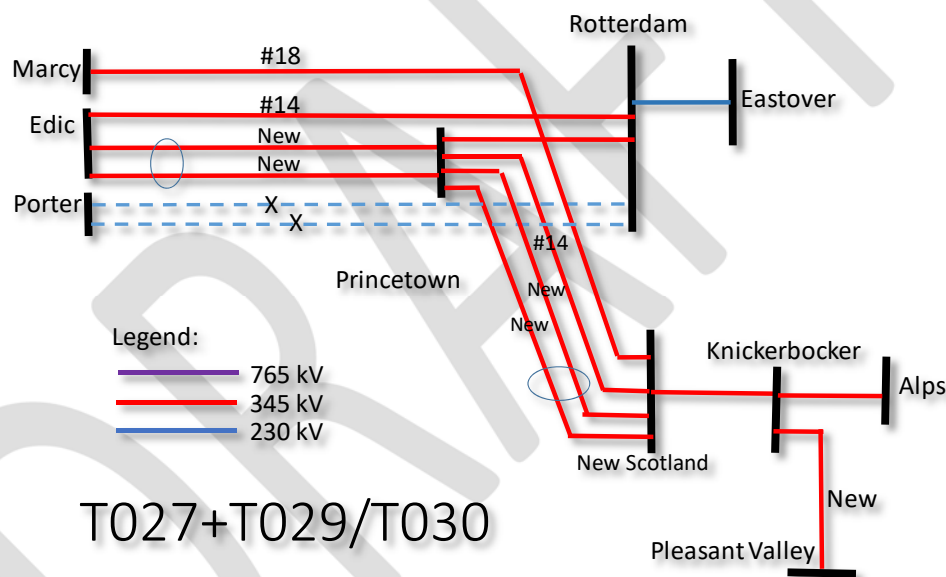 Rotterdam
#18
Marcy
#14
Eastover
Edic
New
New
Porter
X
X
#14
Princetown
New
New
Legend:
765 kV
345 kV
230 kV
Knickerbocker
Alps
New Scotland
New
T027+T029/T030
Pleasant Valley
DRAFT